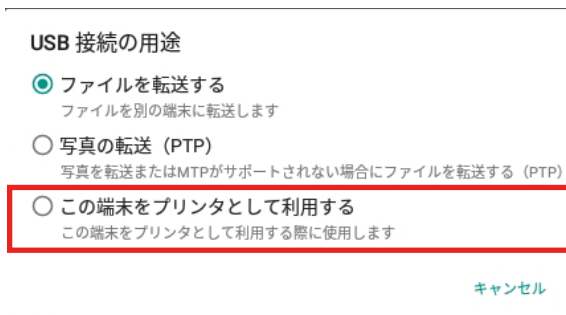 USB 接続の用途
ファイルを転送する
ファイルを別の端末に転送します
写真の転送（PTP）
写真を転送またはMTPがサポートされない場合にファイルを転送する（PTP）
この端末をプリンタとして利用する
この端末をプリンタとして利用する際に使用します
キャンセル